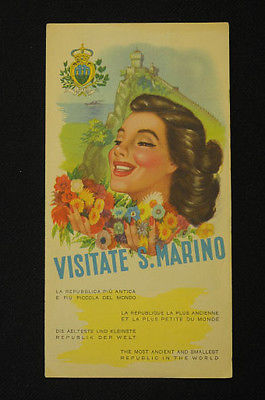 VISITATE S. MARINO
LA REPUBBLICA PIÙ ANTICA
E PIÙ PICCOLA DEL MONDO
LA REPUBLIQUE LA PLUS ANCIENNE
ET LA PLUS PETITE DU MONDE
DIE AELTESTE UND KLEINSTE
REPUBLIK DER WELT
THE MOST ANCIENT AND SMALLEST
REPUBLIC IN THE WORLD